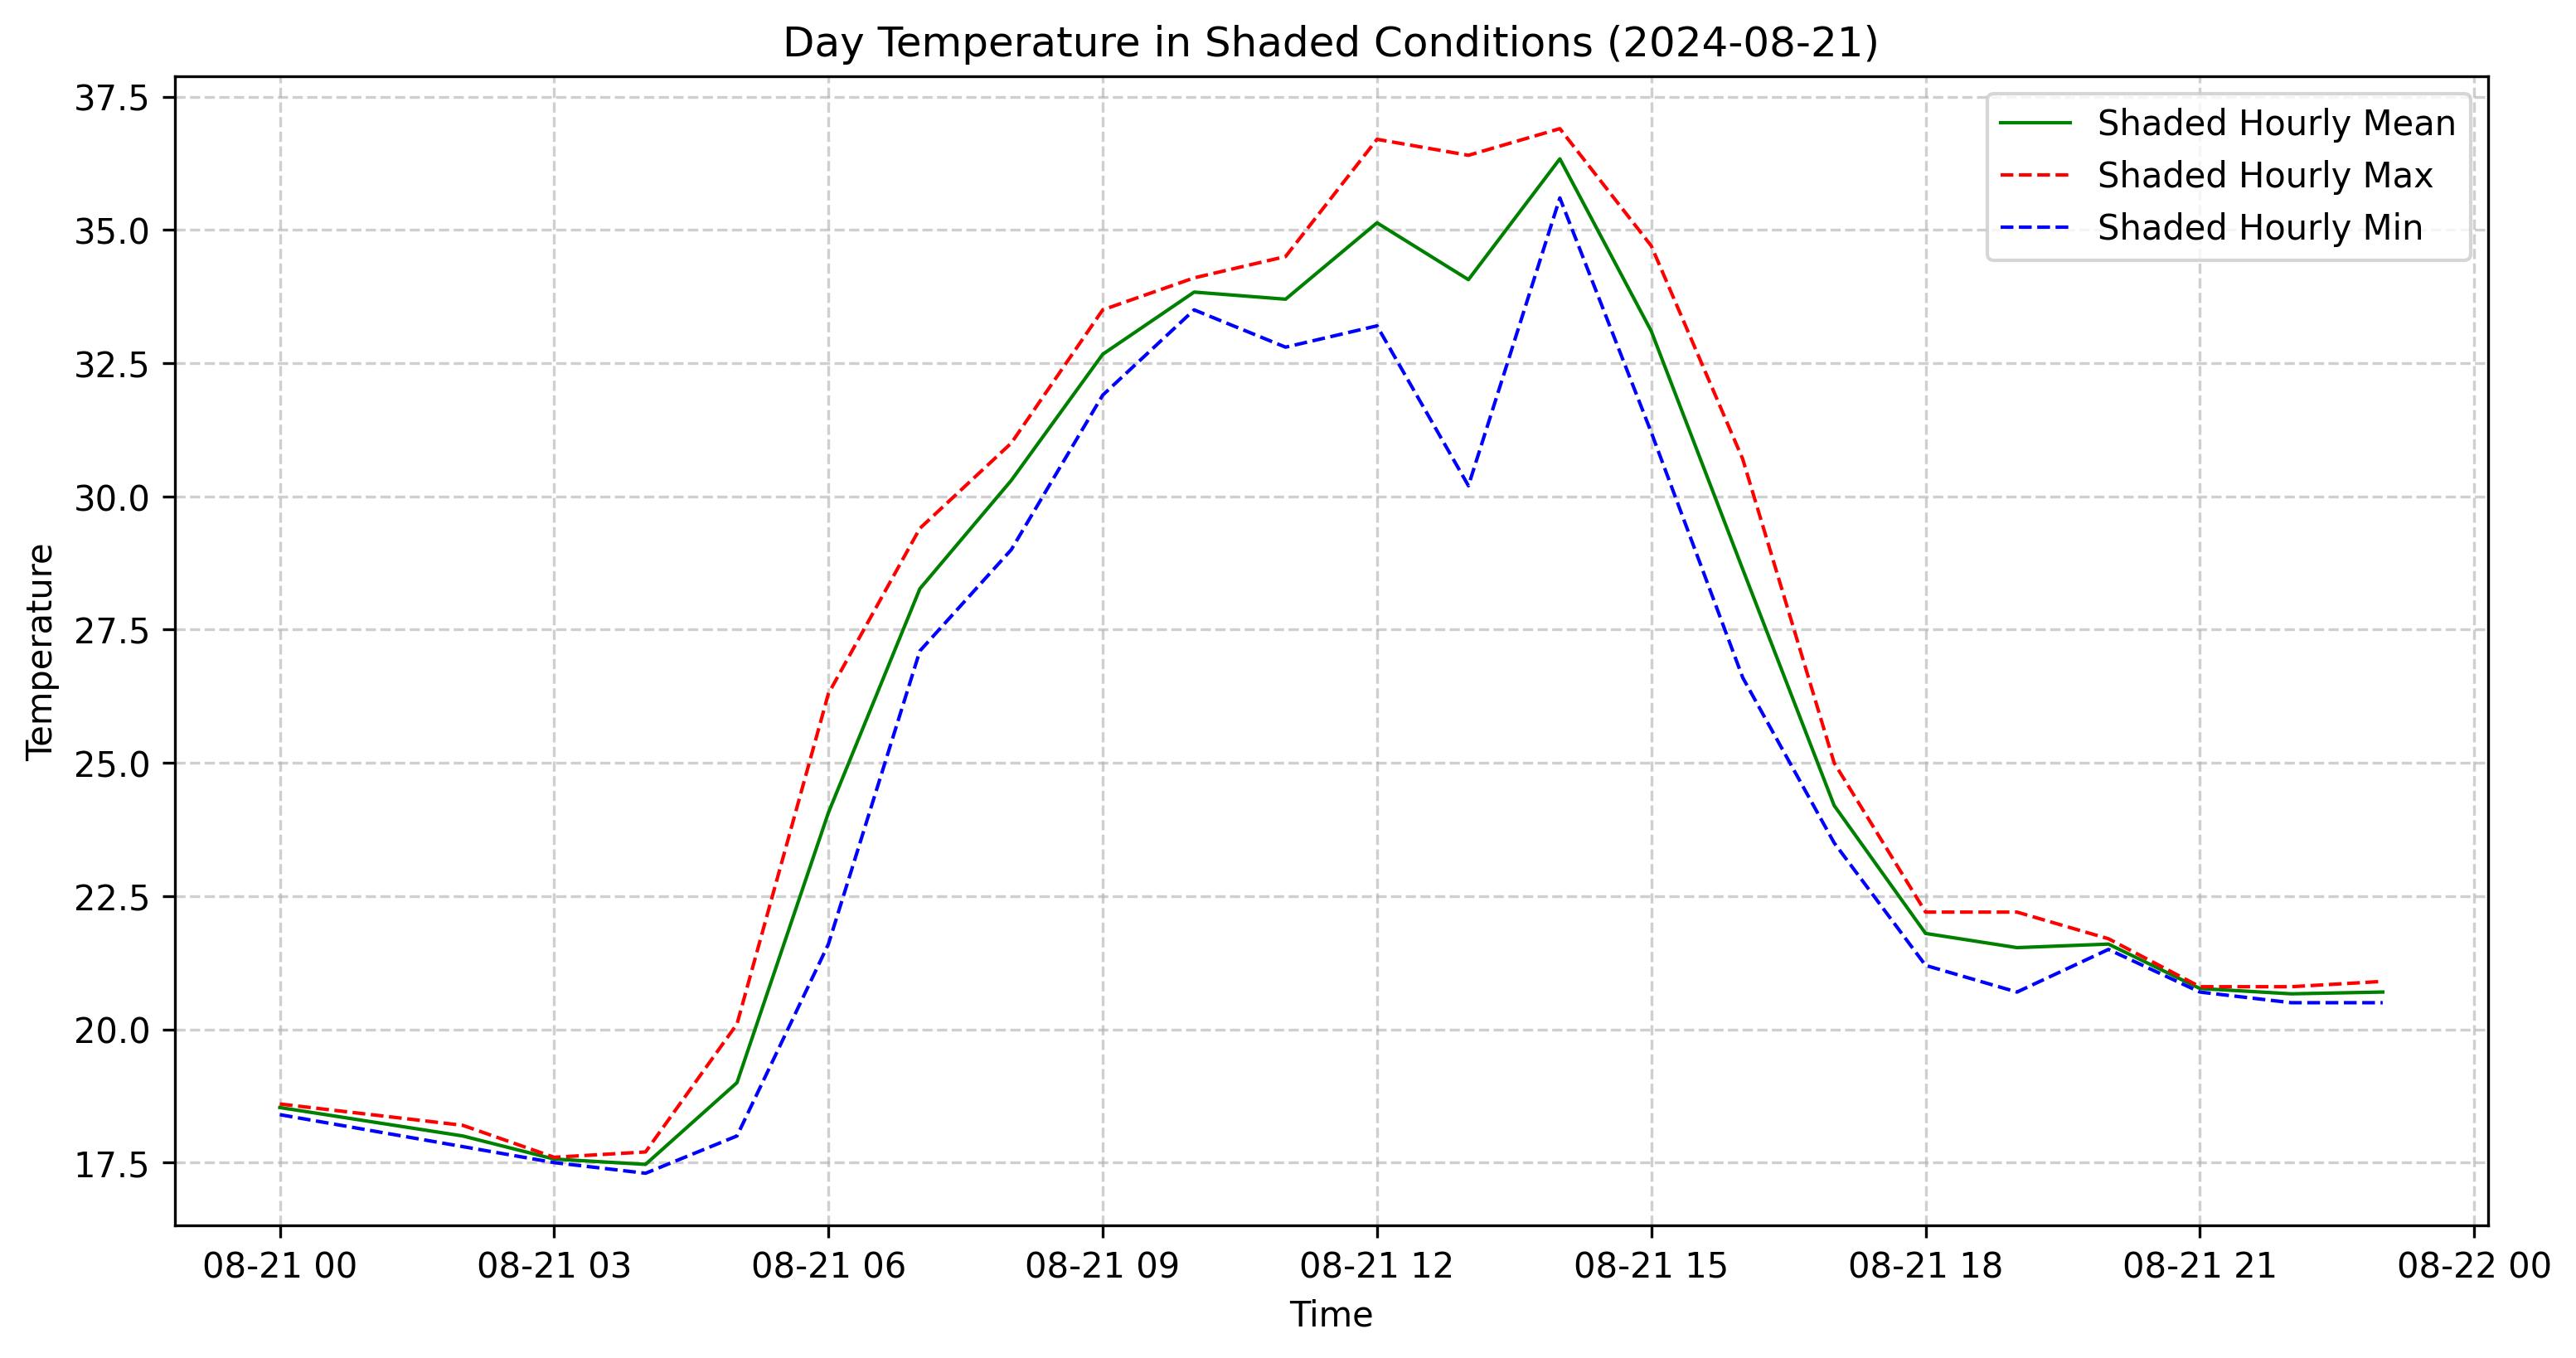 Day Temperature in Shaded Conditions (2024-08-21)
37.5
35.0
32.5
30.0
27.5
25.0
22.5
20.0
17.5
Temperature
Shaded Hourly Mean
Shaded Hourly Max
Shaded Hourly Min
08-21 00 08-21 03 08-21 06 08-21 09 08-21 12 08-21 15 08-21 18 08-21 21 08-22 00
Time